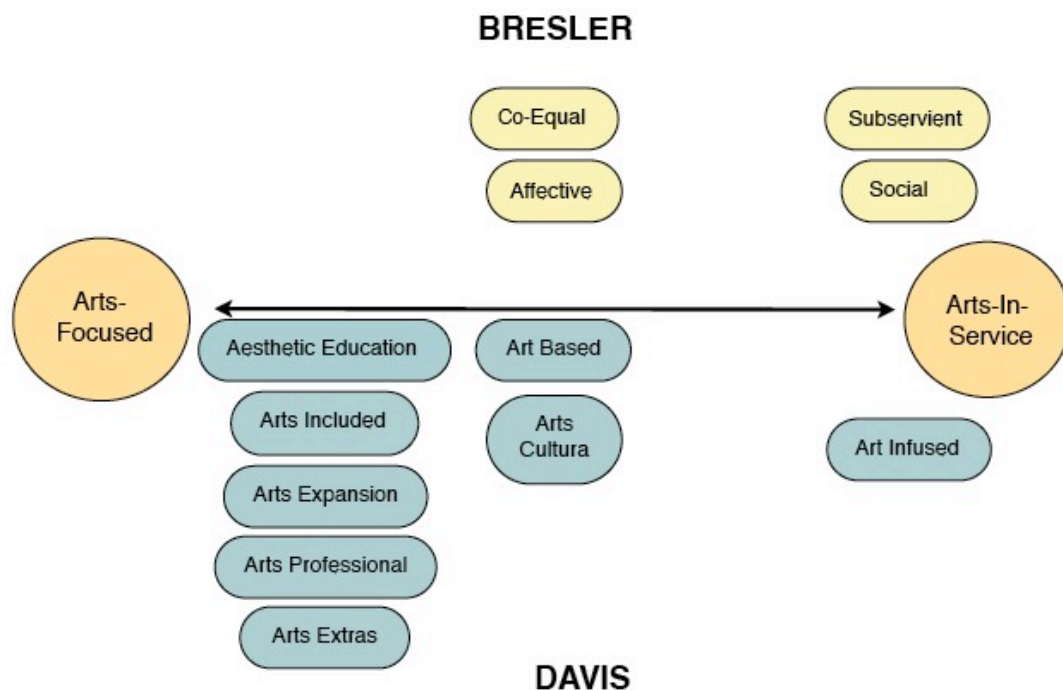 BRESLER
Co-Equal
Subservient
Affective
Social
Arts-
Focused
Arts-In-
Service
Aesthetic Education
Art Based
Arts Included
Arts
Cultura
Art Infused
Arts Expansion
Arts Professional
Arts Extras
DAVIS